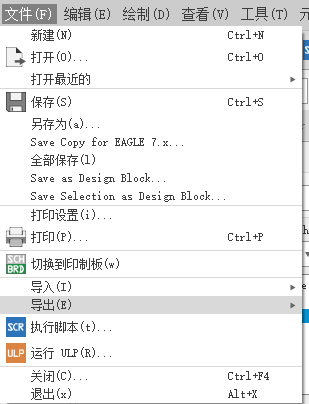 文件(F) 编辑(E) 绘制(D) 查看(V) 工具(T)
新建(N) Ctrl+N
打开(O)... Ctrl+O
打开最近的
保存(S) Ctrl+S
另存为(a)...
Save Copy for EAGLE 7.x...
全部保存(l)
Save as Design Block...
Save Selection as Design Block...
打印设置(i)...
打印(P)... Ctrl+P
SCH
BRD 切换到印制板(w)
导入(I)
导出(E)
SCR 执行脚本(t)...
ULP 运行 ULP(R)...
关闭(C)... Ctrl+F4
退出(x) Alt+X